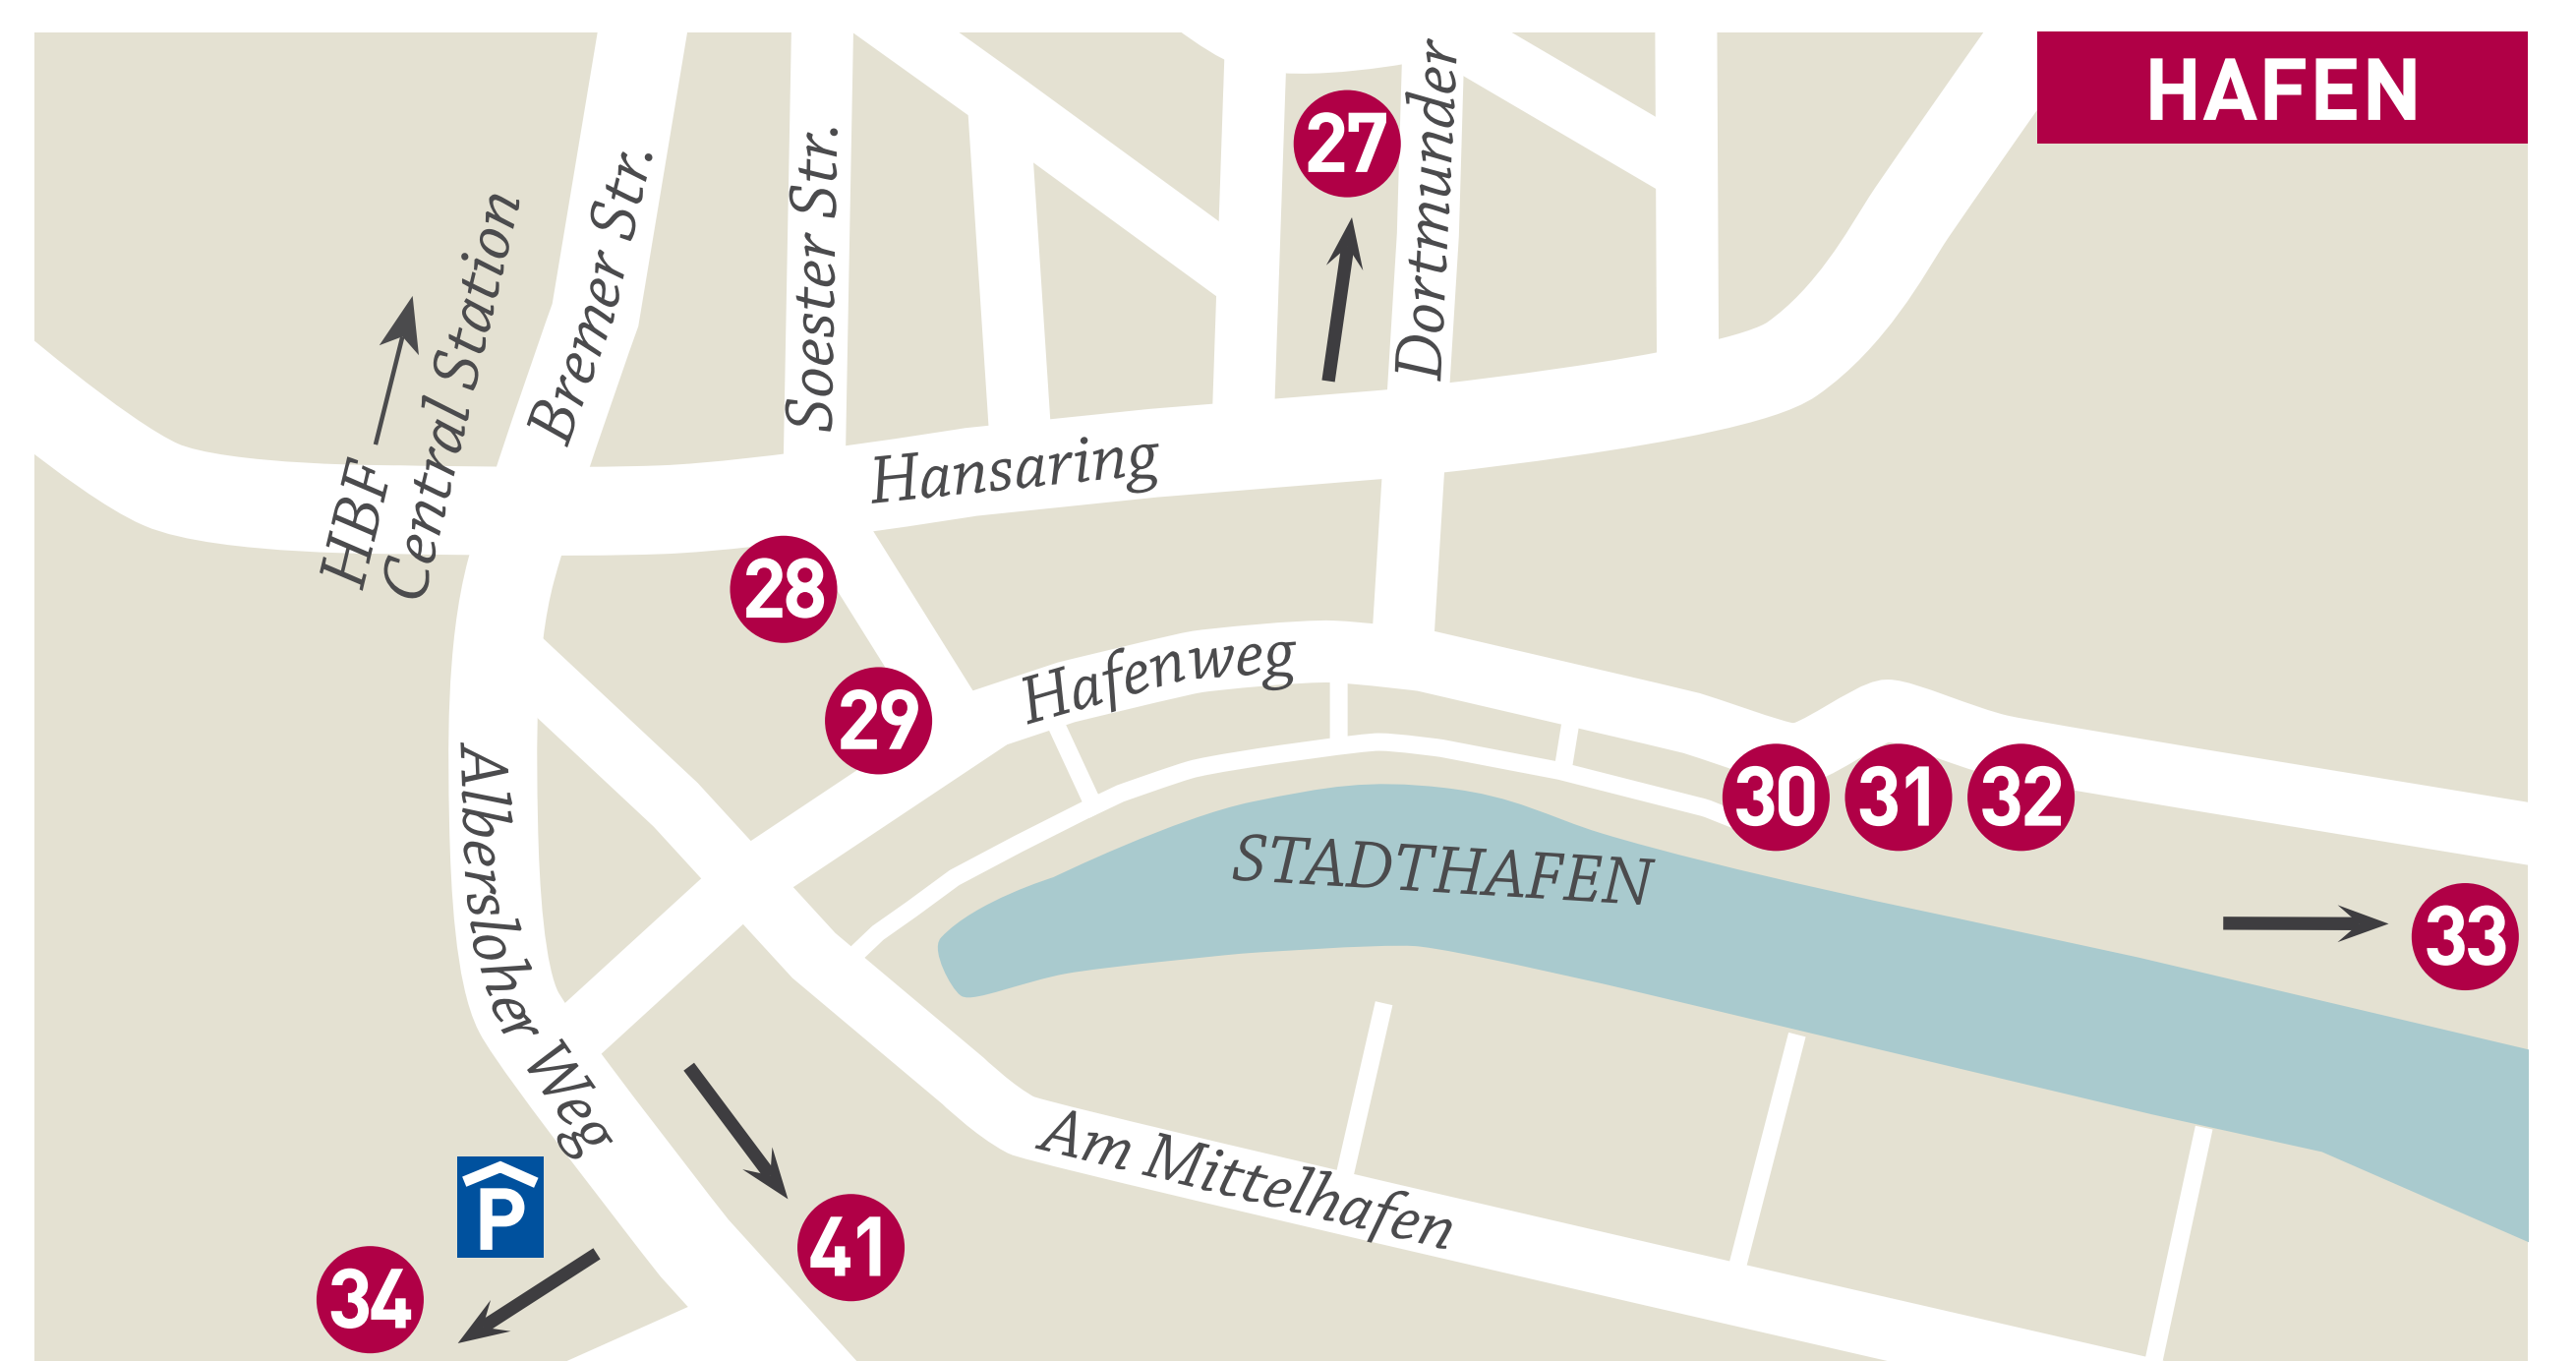 HAFEN
27
Dortmunder
Soester Str.
Bremer Str.
HBF
Central Station
Hansaring
28
29
Hafenweg
30
31
32
STADTHAFEN
33
Albersloher Weg
Am Mittelhafen
P
41
34